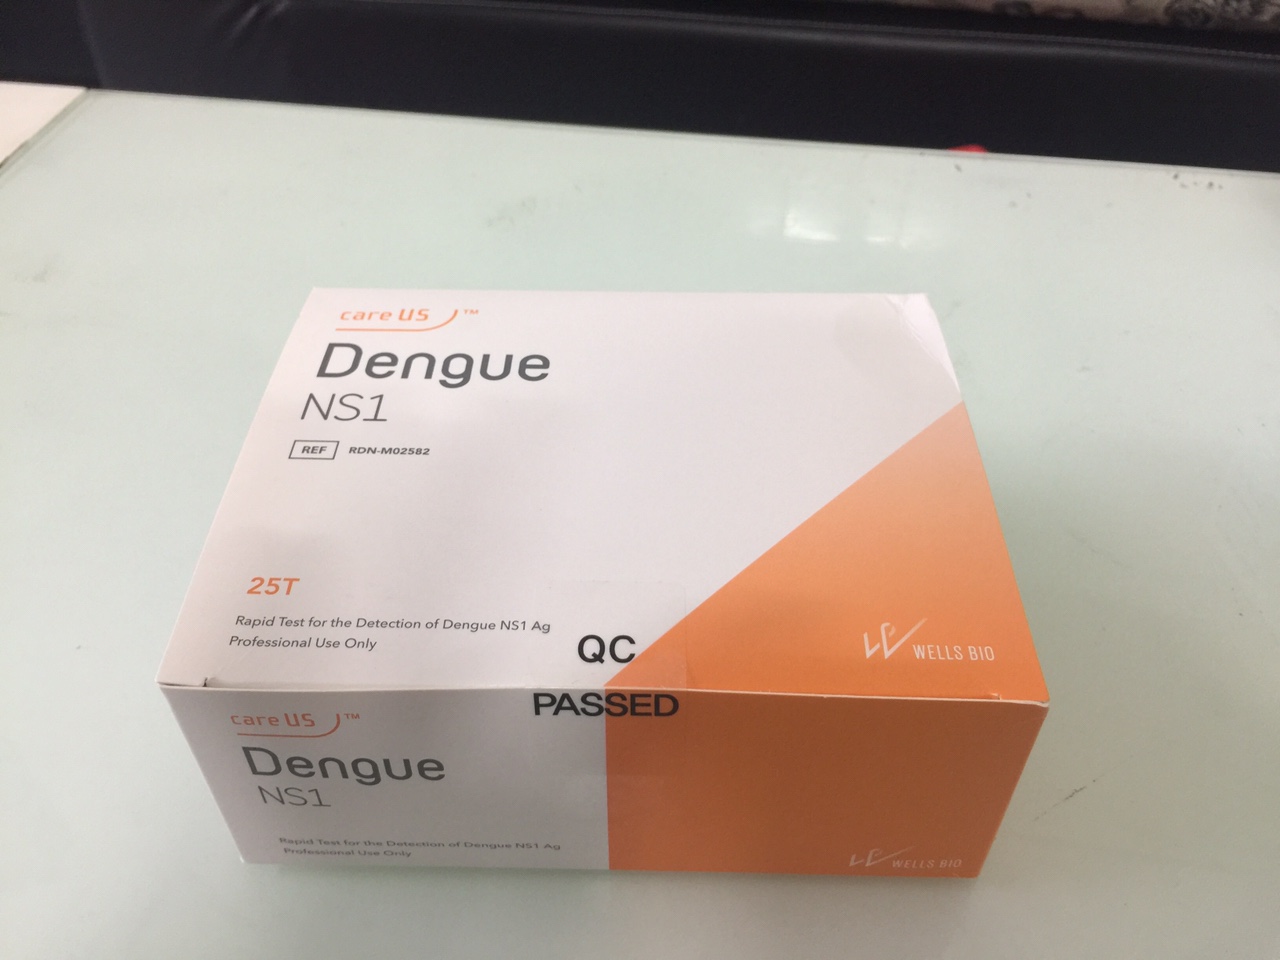 care US ™
Dengue
NS1
REF RDN-M02582
25T
Rapid Test for the Detection of Dengue NS1 Ag
Professional Use Only
QC
PASSED
WELLS BIO
care US ™
Dengue
NS1
Rapid Test for the Detection of Dengue NS1 Ag
Professional Use Only
WELLS BIO